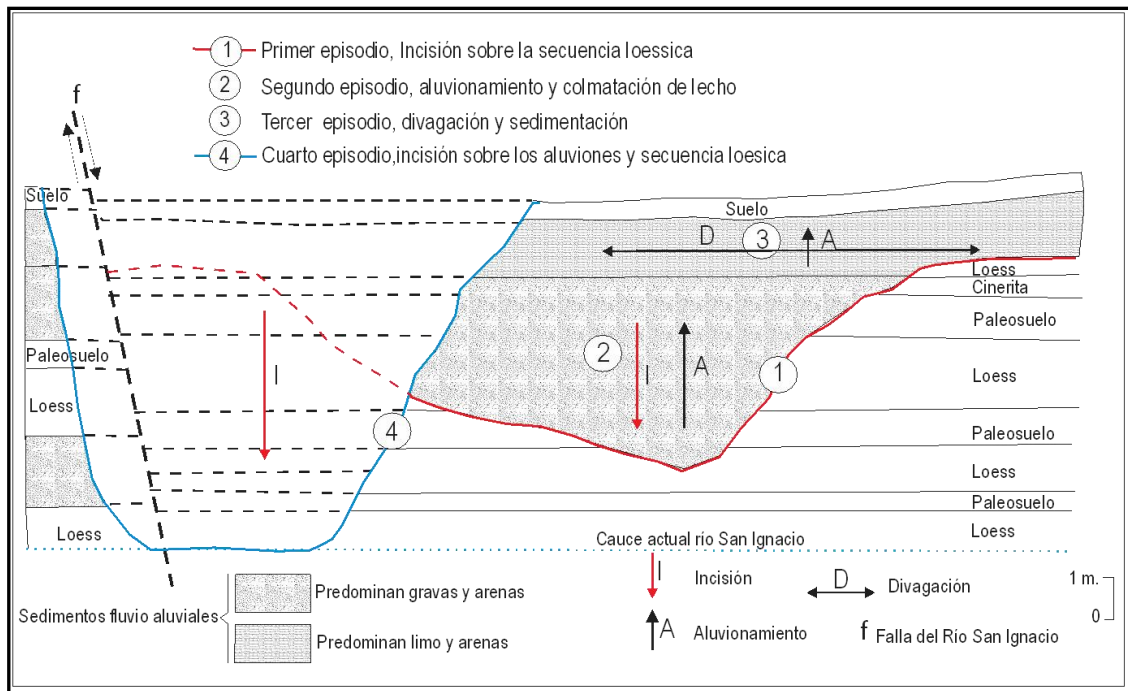 1 Primer episodio, Incisión sobre la secuencia loessica
2 Segundo episodio, aluvionamiento y colmatación de lecho
3 Tercer episodio, divagación y sedimentación
4 Cuarto episodio,incisión sobre los aluviones y secuencia loesica
f
Suelo
Suelo
D
3
A
Loess
Cinerita
Paleosuelo
Paleosuelo
2
I
A
1
I
Loess
Loess
4
Paleosuelo
Loess
Paleosuelo
Loess
Loess
Cauce actual río San Ignacio
I
Incisión
D
Divagación
1 m.
0
A
Aluvionamiento
f Falla del Río San Ignacio
Sedimentos fluvio aluviales
Predominan gravas y arenas
Predominan limo y arenas